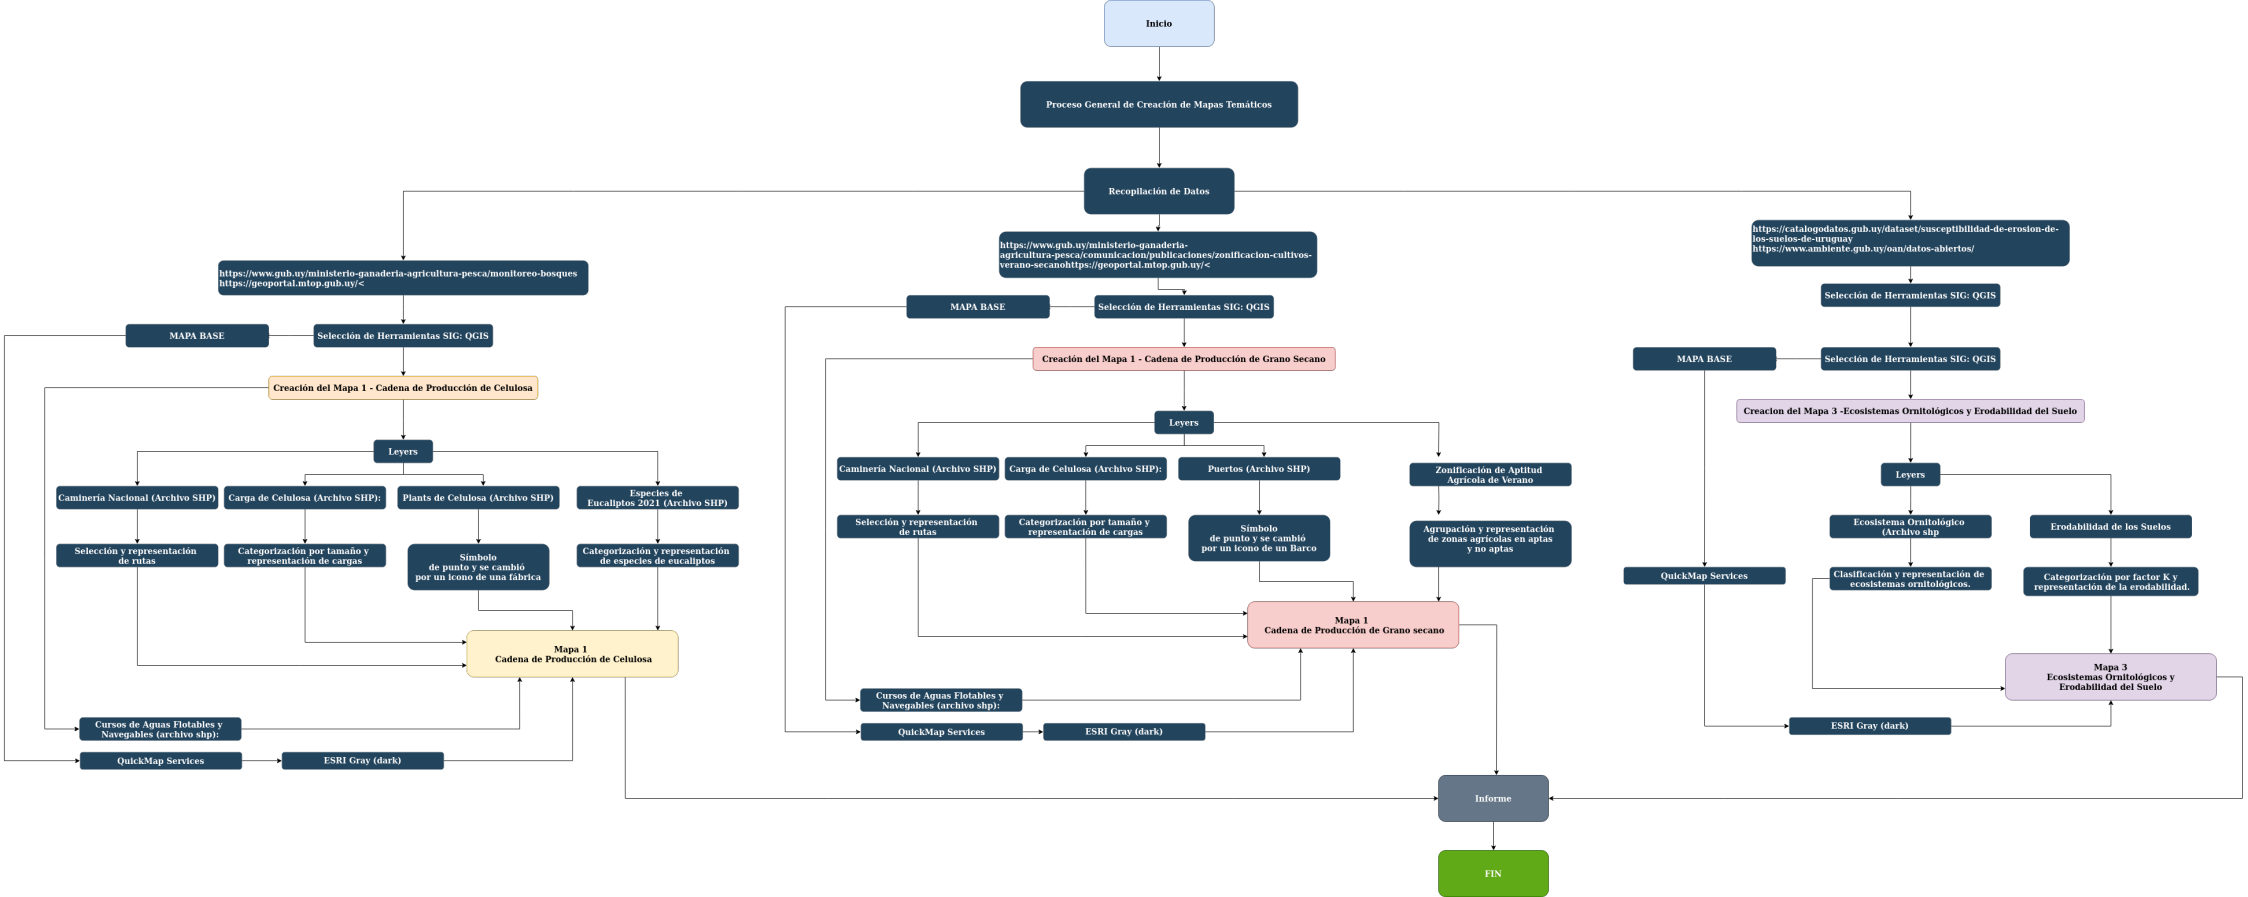 Inicio
Proceso General de Creación de Mapas Temáticos
Recopilación de Datos
https://www.gub.uy/ministerio-ganaderia-agricultura-pesca/monitoreo-bosques
https://geoportal.mtop.gub.uy/<
MAPA BASE
Selección de Herramientas SIG: QGIS
Creación del Mapa 1 - Cadena de Producción de Celulosa
Leyers
Caminería Nacional (Archivo SHP)
Carga de Celulosa (Archivo SHP):
Plants de Celulosa (Archivo SHP)
Especies de
Eucaliptos 2021 (Archivo SHP)
Selección y representación
de rutas
Categorización por tamaño y
representación de cargas
Símbolo
de punto y se cambió
por un icono de una fábrica
Categorización y representación
de especies de eucaliptos
Mapa 1
Cadena de Producción de Celulosa
Cursos de Aguas Flotables y
Navegables (archivo shp):
QuickMap Services
ESRI Gray (dark)
https://www.gub.uy/ministerio-ganaderia-
agricultura-pesca/comunicacion/publicaciones/zonificacion-cultivos-
verano-secanohttps://geoportal.mtop.gub.uy/<
MAPA BASE
Selección de Herramientas SIG: QGIS
Creación del Mapa 1 - Cadena de Producción de Grano Secano
Leyers
Caminería Nacional (Archivo SHP)
Carga de Celulosa (Archivo SHP):
Puertos (Archivo SHP)
Zonificación de Aptitud
Agrícola de Verano
Selección y representación
de rutas
Categorización por tamaño y
representación de cargas
Símbolo
de punto y se cambió
por un icono de un Barco
Agrupación y representación
de zonas agrícolas en aptas
y no aptas
Mapa 1
Cadena de Producción de Grano secano
Cursos de Aguas Flotables y
Navegables (archivo shp):
QuickMap Services
ESRI Gray (dark)
https://catalogodatos.gub.uy/dataset/susceptibilidad-de-erosion-de-
los-suelos-de-uruguay
https://www.ambiente.gub.uy/oan/datos-abiertos/
Selección de Herramientas SIG: QGIS
MAPA BASE
Selección de Herramientas SIG: QGIS
Creacion del Mapa 3 -Ecosistemas Ornitológicos y Erodabilidad del Suelo
Leyers
Ecosistema Ornitológico
(Archivo shp
Erodabilidad de los Suelos
QuickMap Services
Clasificación y representación de
ecosistemas ornitológicos.
Categorización por factor K y
representación de la erodabilidad.
Mapa 3
Ecosistemas Ornitológicos y
Erodabilidad del Suelo
ESRI Gray (dark)
Informe
FIN